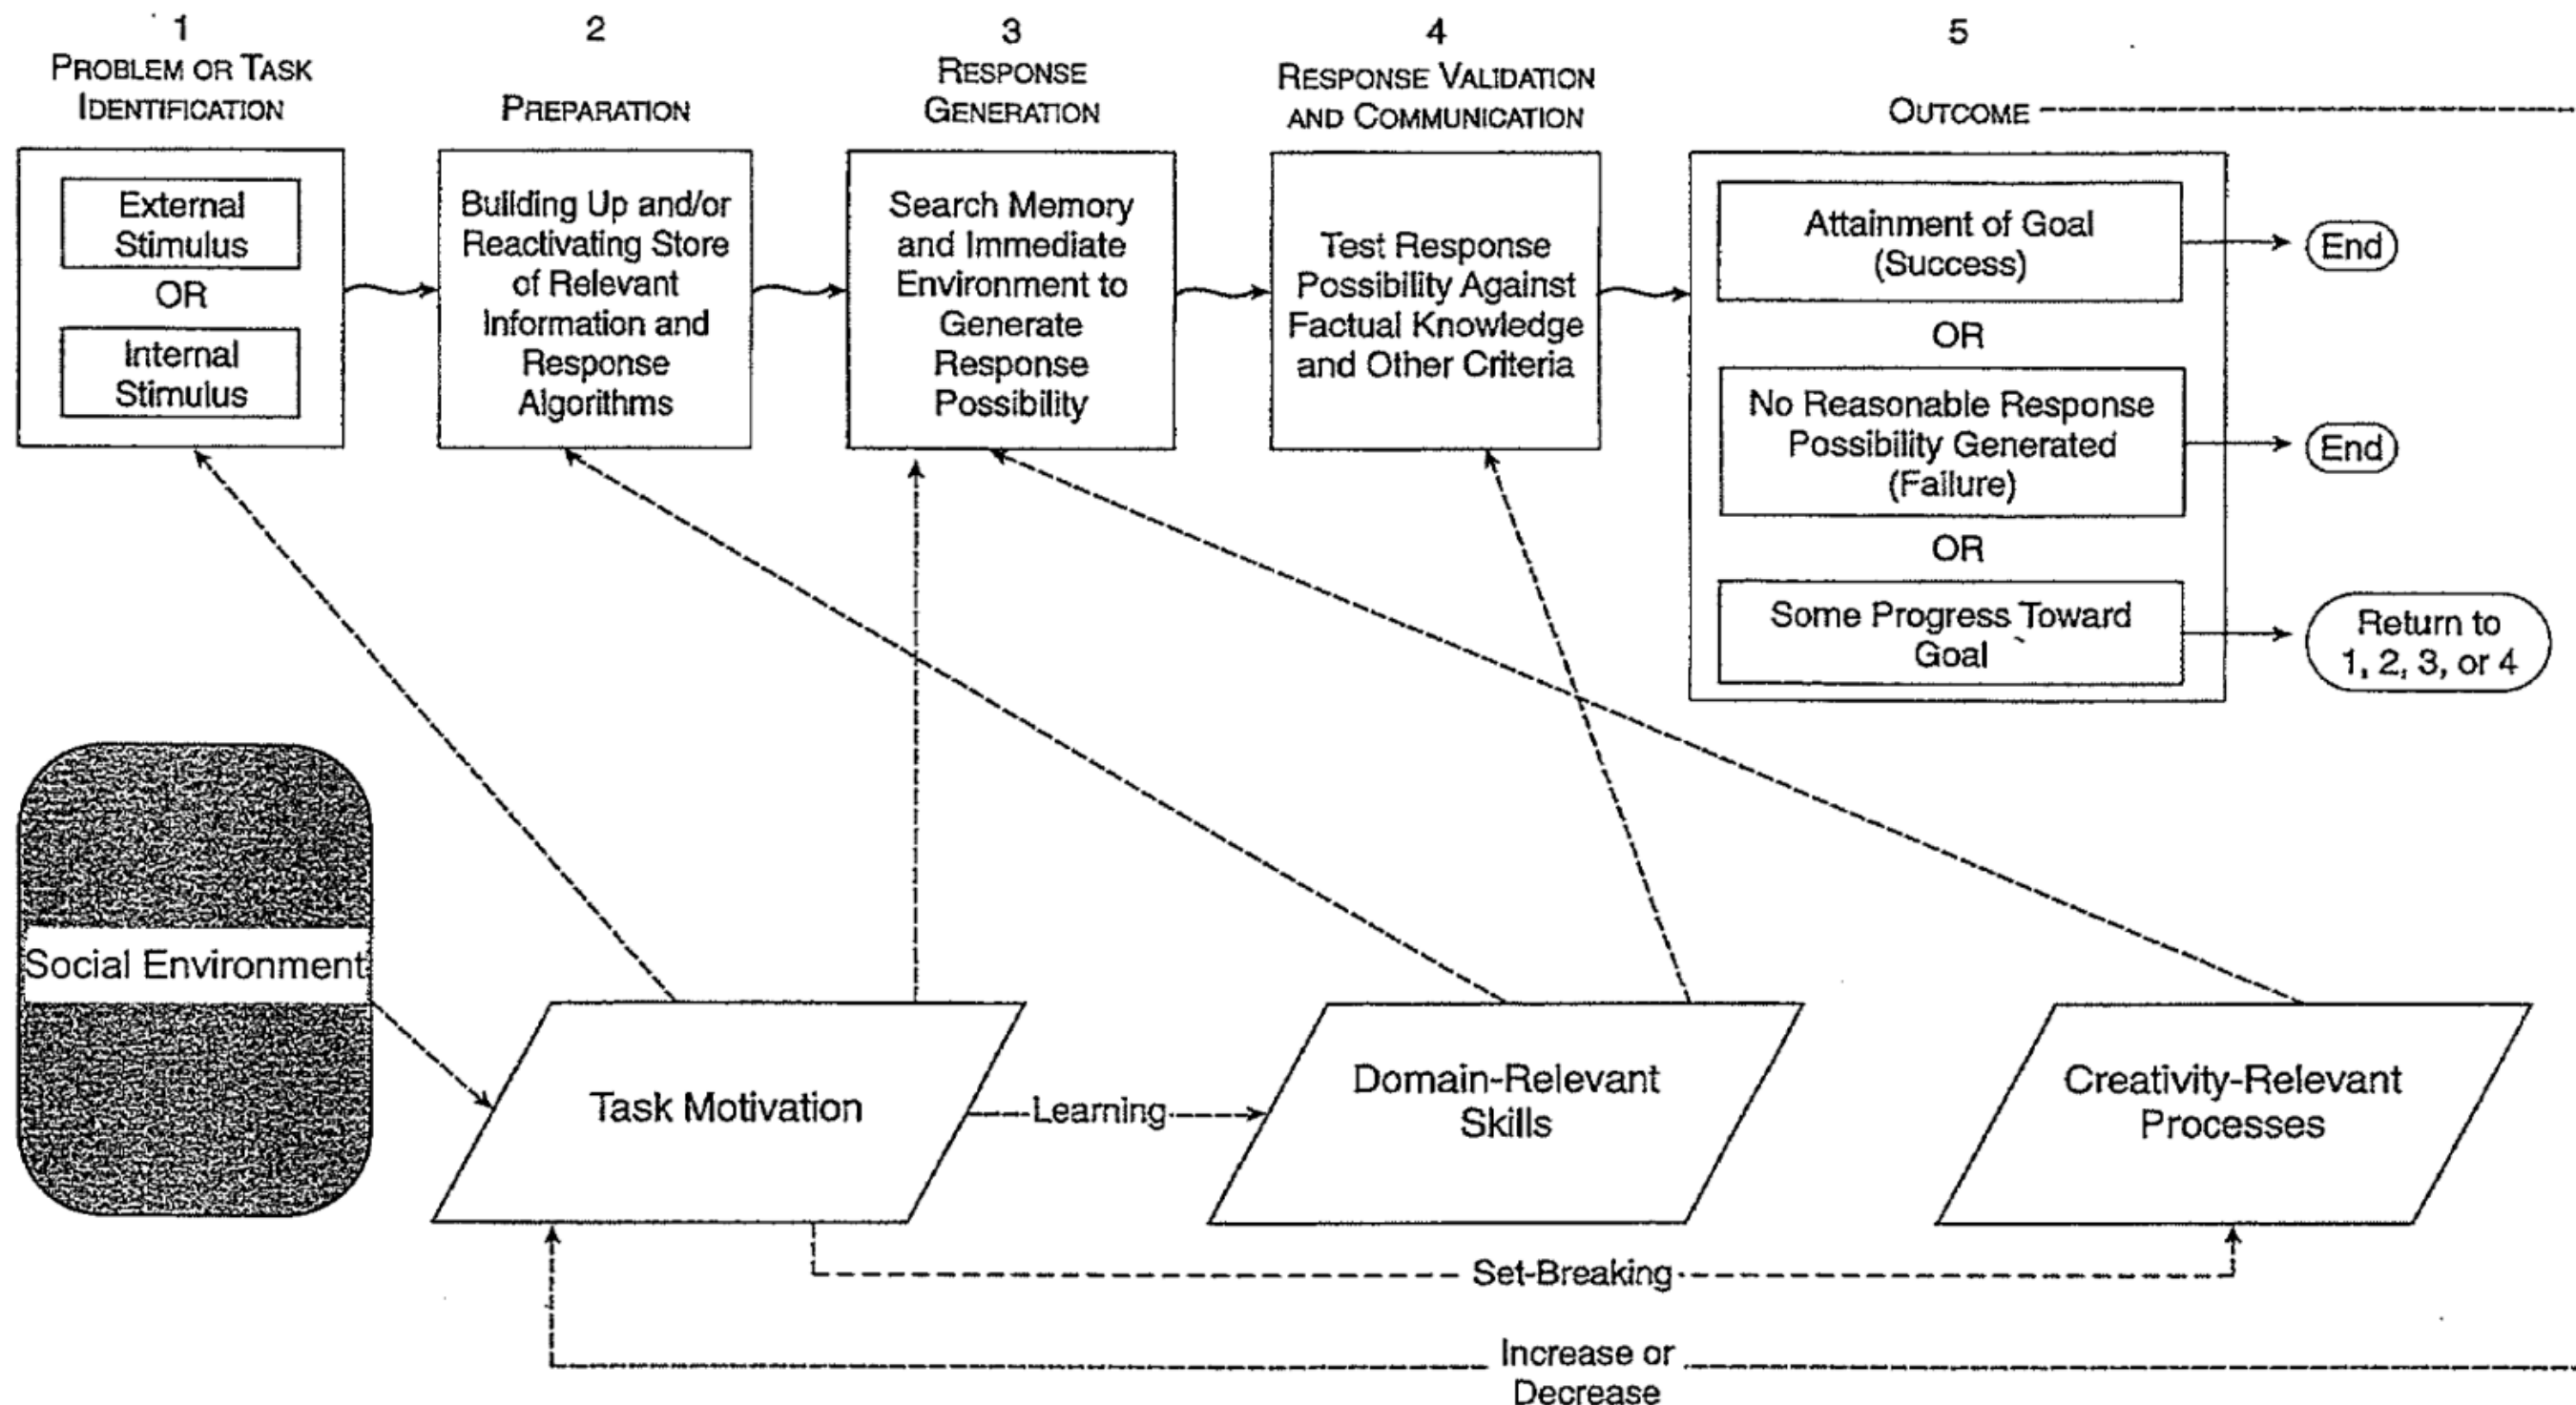 1
PROBLEM OR TASK
IDENTIFICATION
2
PREPARATION
3
RESPONSE
GENERATION
4
RESPONSE VALIDATION
AND COMMUNICATION
5
OUTCOME
External
Stimulus
OR
Internal
Stimulus
Building Up and/or
Reactivating Store
of Relevant
Information and
Response
Algorithms
Search Memory
and Immediate
Environment to
Generate
Response
Possibility
Test Response
Possibility Against
Factual Knowledge
and Other Criteria
Attainment of Goal
(Success)
End
OR
No Reasonable Response
Possibility Generated
(Failure)
End
OR
Some Progress Toward
Goal
Return to
1, 2, 3, or 4
Social Environment
Task Motivation
Learning
Domain-Relevant
Skills
Creativity-Relevant
Processes
Set-Breaking
Increase or
Decrease